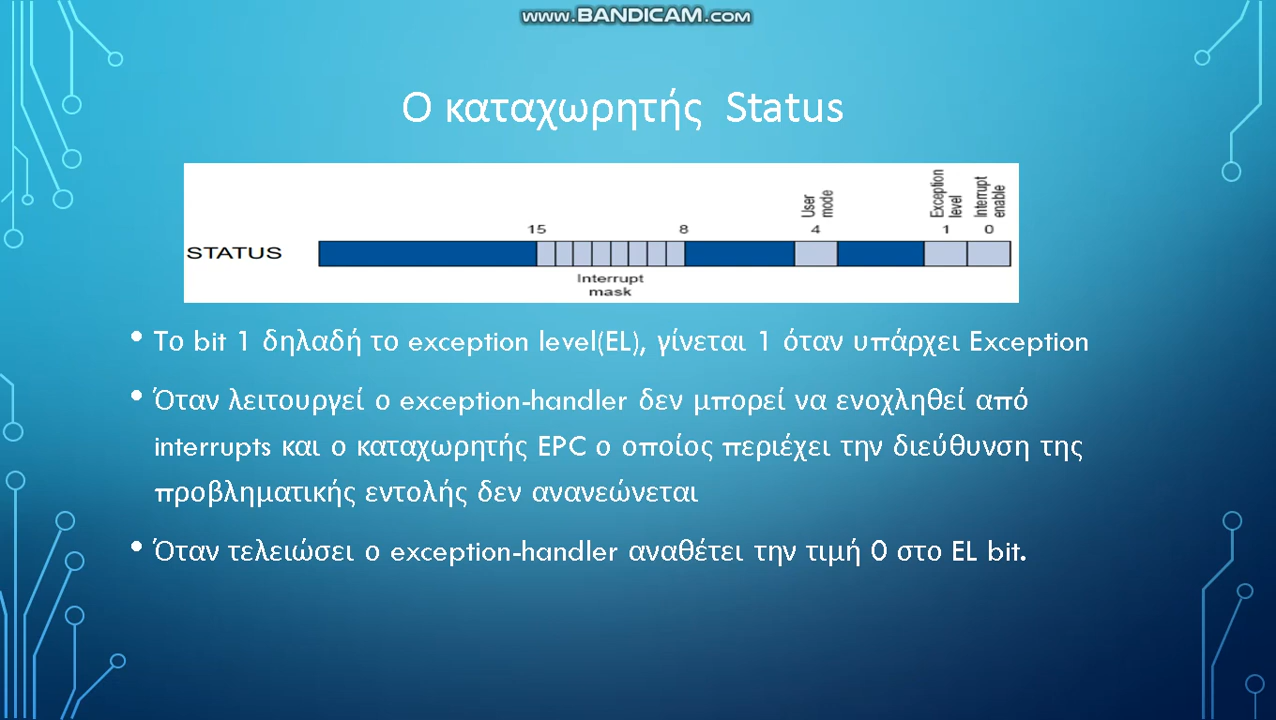 www.BANDICAM.com
Ο καταχωρητής Status
User mode
Exception level
Interrupt enable
15 8 4 1 0
STATUS
Interrupt
mask
• Το bit 1 δηλαδή το exception level(EL), γίνεται 1 όταν υπάρχει Exception
• Όταν λειτουργεί ο exception-handler δεν μπορεί να ενοχληθεί από
interrupts και ο καταχωρητής EPC ο οποίος περιέχει την διεύθυνση της
προβληματικής εντολής δεν ανανεώνεται
• Όταν τελειώσει ο exception-handler αναθέτει την τιμή 0 στο EL bit.